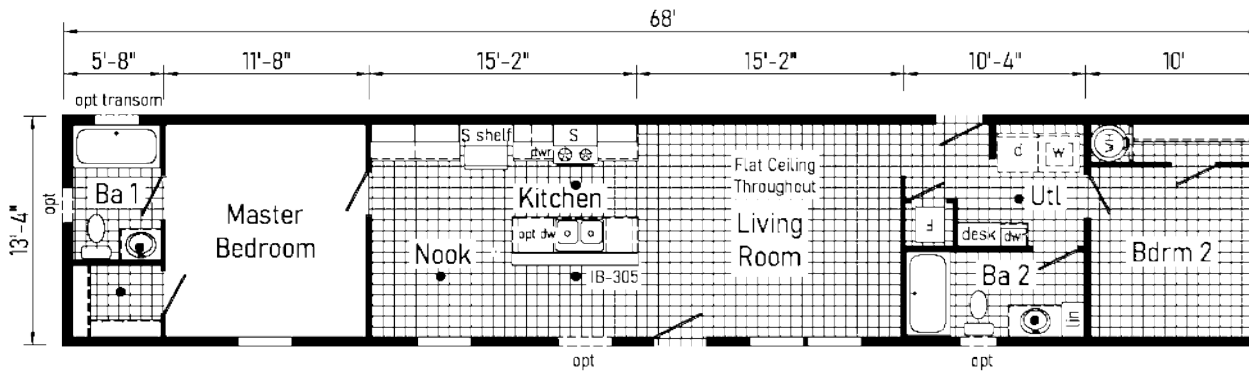 68'
5'-8" 11'-8" 15'-2" 15'-2" 10'-4" 10'
opt transom
S shelf S
dwr
d w
WH
Flat Ceiling
Throughout
Ba 1
opt
Kitchen
Utl
Master
Bedroom
Living
Room
F
opt dw
desk dw
13'-4"
Nook
Ba 2
Bdrm 2
IB-305
lin
opt
opt